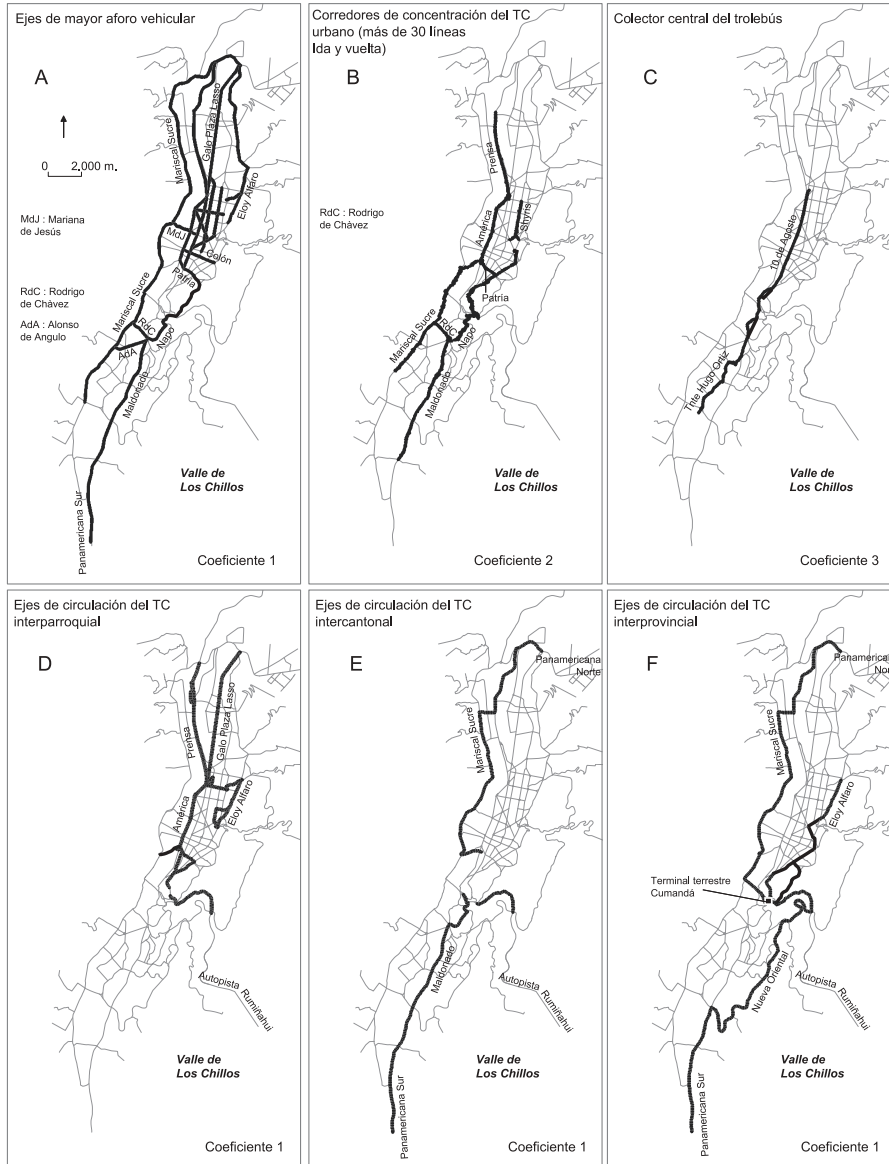 Ejes de mayor aforo vehicular
A
0 2,000 m.
MdJ : Mariana
de Jesús
RdC : Rodrigo
de Chàvez
AdA : Alonso
de Angulo
Mariscal Sucre
Galo Plaza Lasso
Eloy Alfaro
MdJ
Colón
Patria
Mariscal Sucre
RdC
Napo
AdA
Maldonado
Valle de
Los Chillos
Panamericana Sur
Coeficiente 1
Corredores de concentración del TC
urbano (más de 30 líneas
Ida y vuelta)
B
RdC : Rodrigo
de Chávez
Prensa
América
Shyris
Patría
Mariscal Sucre
RdC
Napo
Maldonado
Valle de
Los Chillos
Coeficiente 2
Colector central del trolebús
C
10 de Agosto
Tnte Hugo Ortiz
Valle de
Los Chillos
Coeficiente 3
Ejes de circulación del TC
interparroquial
D
Prensa
Galo Plaza Lasso
América
Eloy Alfaro
Autopista Rumiñahui
Valle de
Los Chillos
Coeficiente 1
Ejes de circulación del TC
intercantonal
E
Panamericana
Norte
Mariscal Sucre
Maldonado
Autopista Rumiñahui
Valle de
Los Chillos
Panamericana Sur
Coeficiente 1
Ejes de circulación del TC
interprovincial
F
Panamerica
Nor
Mariscal Sucre
Eloy Alfaro
Terminal terrestre
Cumandá
Nueva Oriental
Autopista Rumiñahui
Valle de
Los Chillos
Panamericana Sur
Coeficiente 1